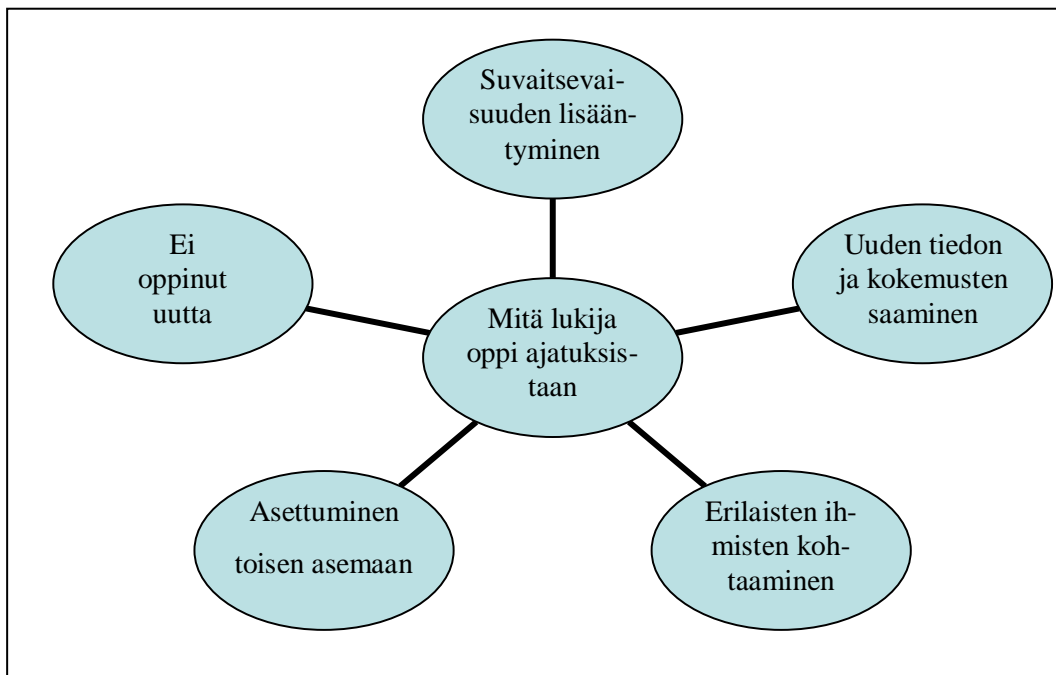 Suvaitsevai-
suuden lisään-
tyminen
Ei
oppinut
uutta
Uuden tiedon
ja kokemusten
saaminen
Mitä lukija
oppi ajatuksis-
taan
Asettuminen
toisen asemaan
Erilaisten ih-
misten koh-
taaminen